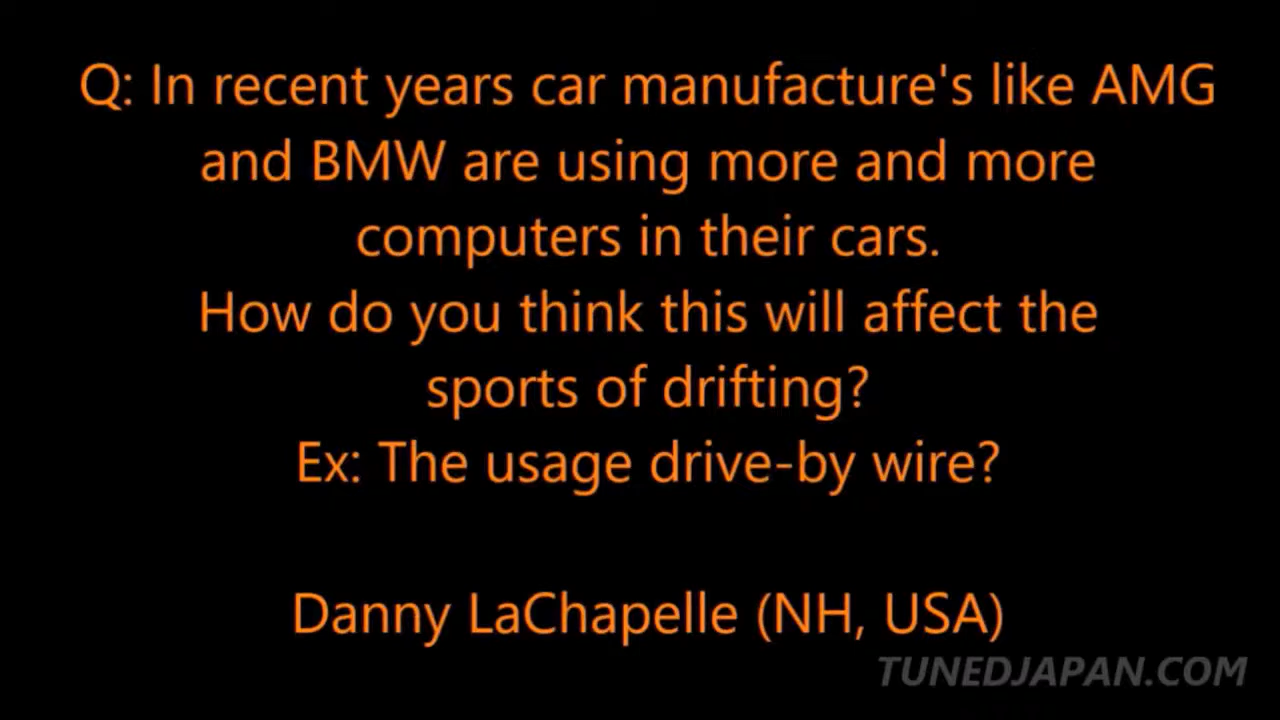 Q: In recent years car manufacture's like AMG
and BMW are using more and more
computers in their cars.
How do you think this will affect the
sports of drifting?
Ex: The usage drive-by wire?
Danny LaChapelle (NH, USA)
TUNEDJAPAN.COM